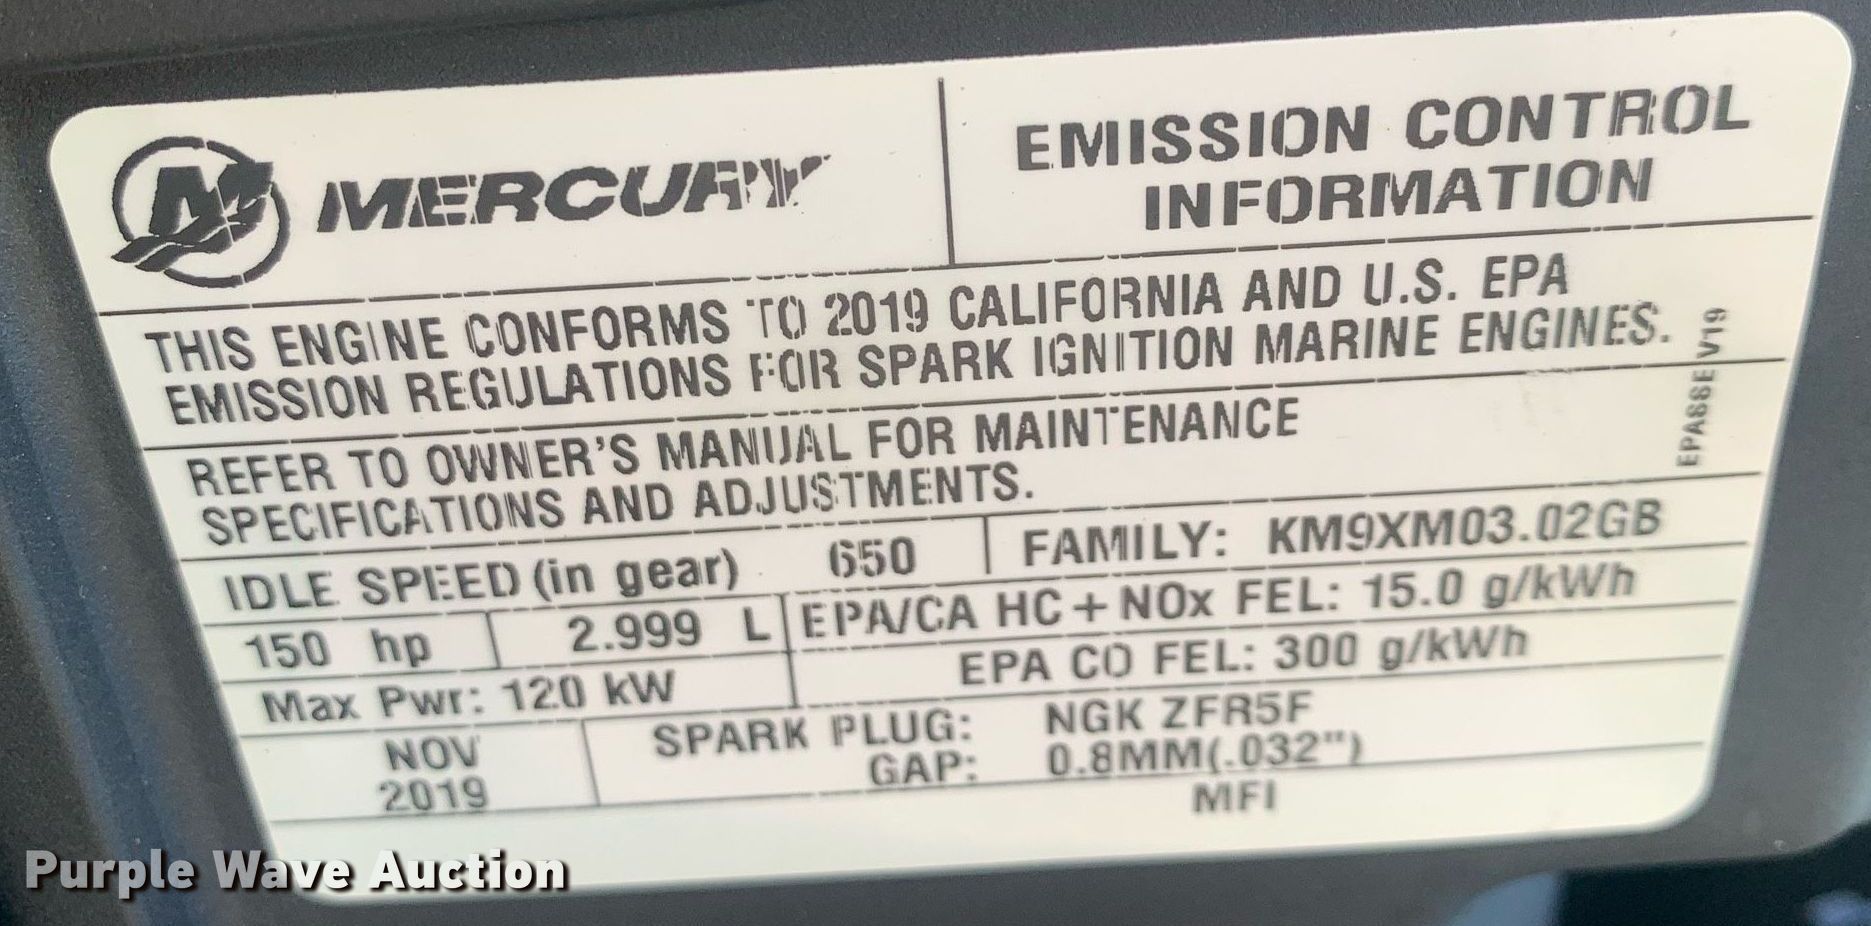 MERCURY
EMISSION CONTROL
INFORMATION
THIS ENGINE CONFORMS TO 2019 CALIFORNIA AND U.S. EPA
EMISSION REGULATIONS FOR SPARK IGNITION MARINE ENGINES.
REFER TO OWNER'S MANUAL FOR MAINTENANCE
SPECIFICATIONS AND ADJUSTMENTS.
EPA88E V19
IDLE SPEED (in gear) 650
FAMILY: KM9XM03.02GB
150 hp 2.999 L
EPA/CA HC+NOx FEL: 15.0 g/kWh
Max Pwr: 120 kW
EPA CO FEL: 300 g/kWh
NOV
2019
SPARK PLUG: NGK ZFR5F
GAP: 0.8MM(.032")
MFI
Purple Wave Auction